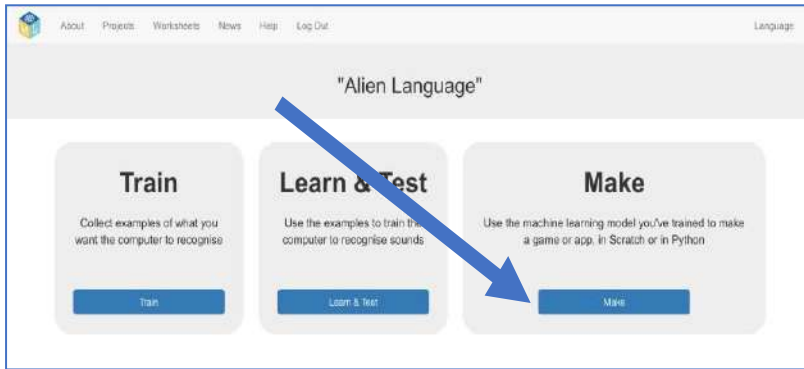 About Projects Worksheets News Help Log Out Language
"Alien Language"
Train
Collect examples of what you
want the computer to recognise
Train
Learn & Test
Use the examples to train the
computer to recognise sounds
Learn & Test
Make
Use the machine learning model you've trained to make
a game or app, in Scratch or in Python
Make